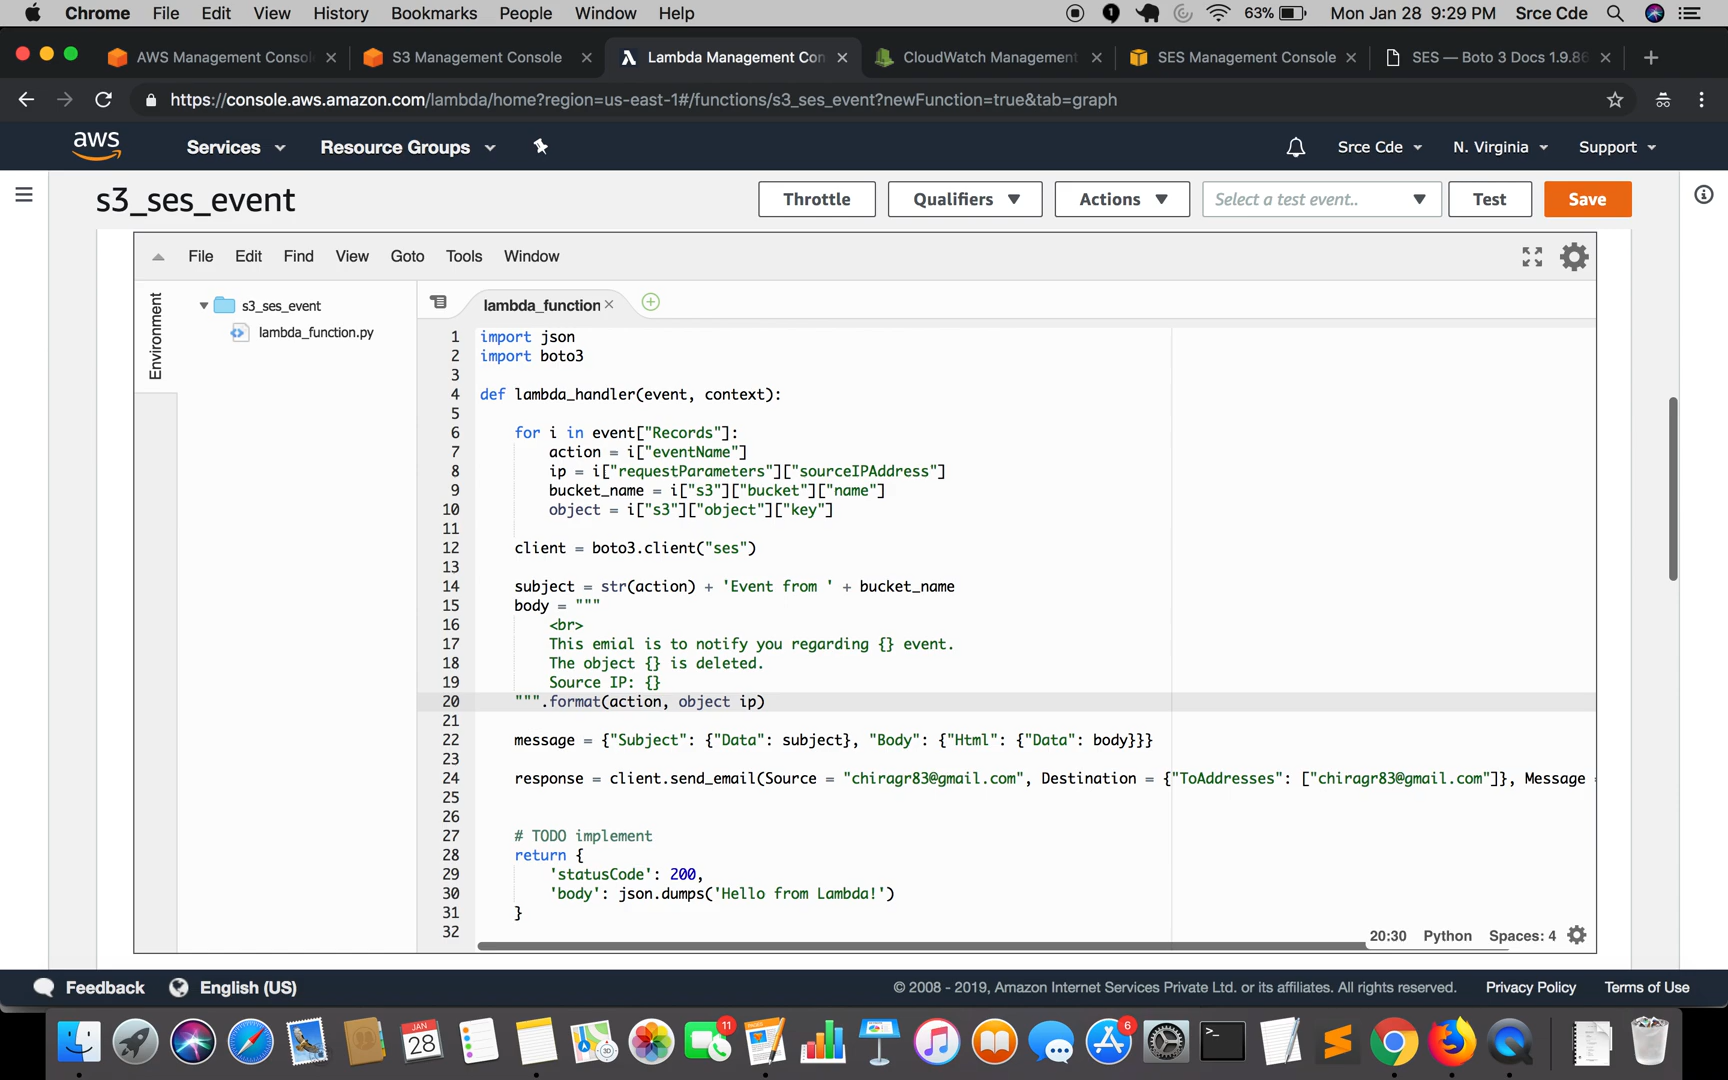 Chrome File Edit View History Bookmarks People Window Help 63% Mon Jan 28 9:29 PM Srce Cde
AWS Management Consol S3 Management Console Lambda Management Con CloudWatch Management SES Management Console SES — Boto 3 Docs 1.9.86
https://console.aws.amazon.com/lambda/home?region=us-east-1#/functions/s3_ses_event?newFunction=true&tab=graph
aws Services Resource Groups Srce Cde N. Virginia Support
s3_ses_event Throttle Qualifiers Actions Select a test event.. Test Save
File Edit Find View Goto Tools Window
Environment
s3_ses_event
lambda_function.py
lambda_function
1 import json
2 import boto3
3
4 def lambda_handler(event, context):
5
6 for i in event["Records"]:
7 action = i["eventName"]
8 ip = i["requestParameters"]["sourceIPAddress"]
9 bucket_name = i["s3"]["bucket"]["name"]
10 object = i["s3"]["object"]["key"]
11
12 client = boto3.client("ses")
13
14 subject = str(action) + 'Event from ' + bucket_name
15 body = """
16 <br>
17 This emial is to notify you regarding {} event.
18 The object {} is deleted.
19 Source IP: {}
20 """.format(action, object ip)
21
22 message = {"Subject": {"Data": subject}, "Body": {"Html": {"Data": body}}}
23
24 response = client.send_email(Source = "chiragr83@gmail.com", Destination = {"ToAddresses": ["chiragr83@gmail.com"]}, Message =
25
26
27 # TODO implement
28 return {
29 'statusCode': 200,
30 'body': json.dumps('Hello from Lambda!')
31 }
32
20:30 Python Spaces: 4
Feedback English (US) © 2008 - 2019, Amazon Internet Services Private Ltd. or its affiliates. All rights reserved. Privacy Policy Terms of Use
JAN
28
11
6